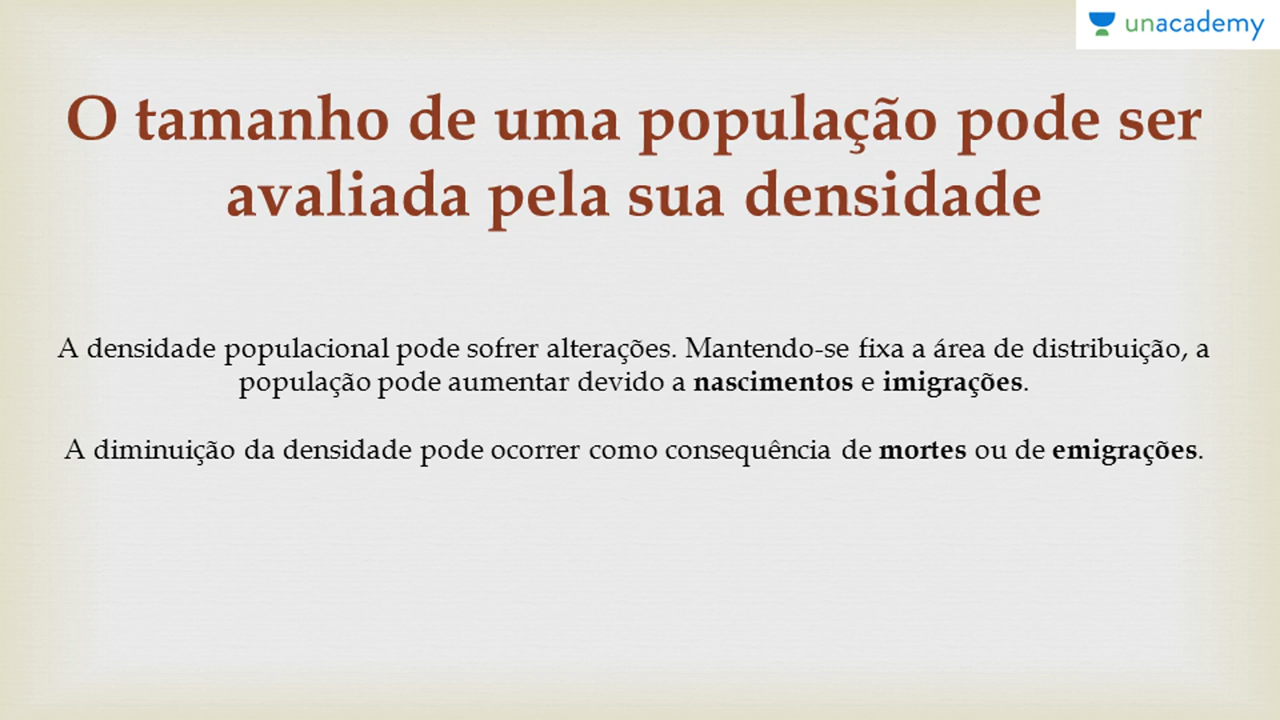 unacademy
O tamanho de uma população pode ser
avaliada pela sua densidade
A densidade populacional pode sofrer alterações. Mantendo-se fixa a área de distribuição, a
população pode aumentar devido a nascimentos e imigrações.
A diminuição da densidade pode ocorrer como consequência de mortes ou de emigrações.